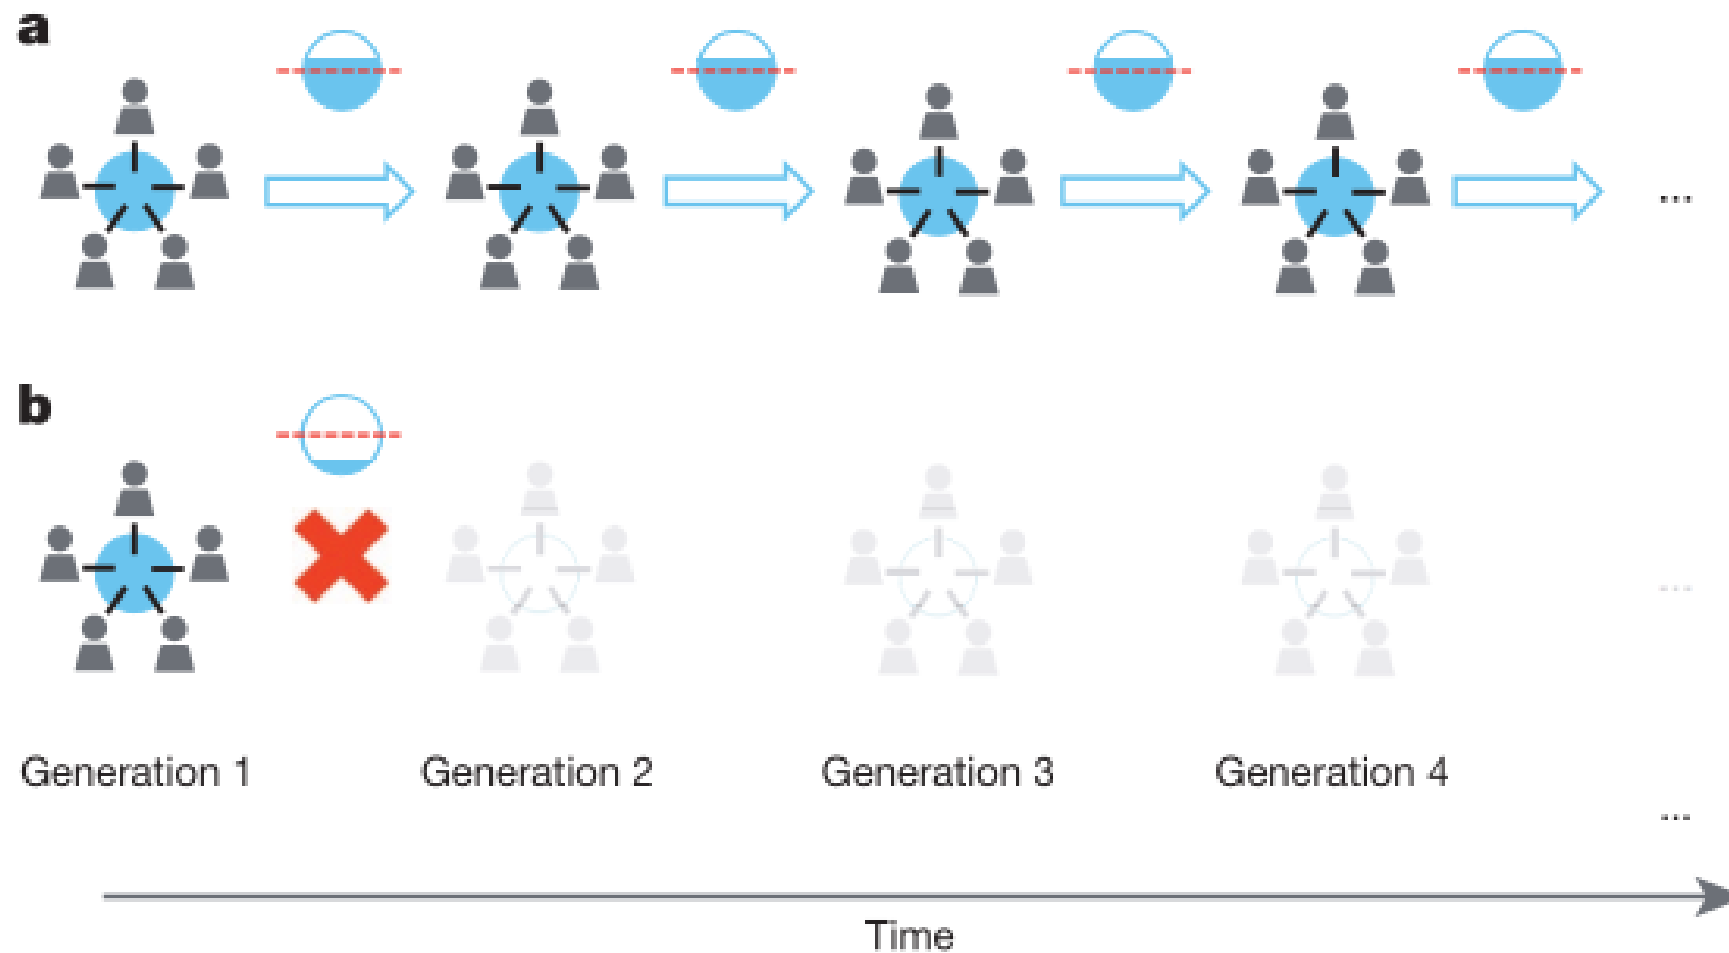 a
...
b
...
Generation 1 Generation 2 Generation 3 Generation 4
...
Time